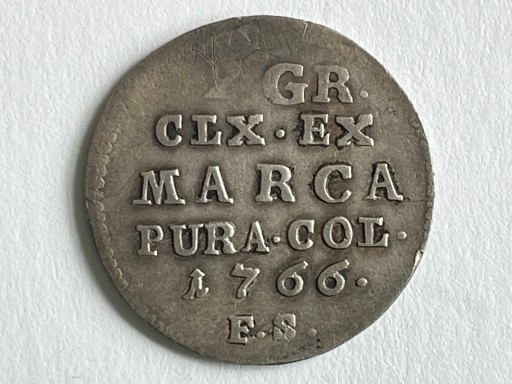 GR.
CLX·EX
MARCA
PURA·COL·
1766.
F.S.